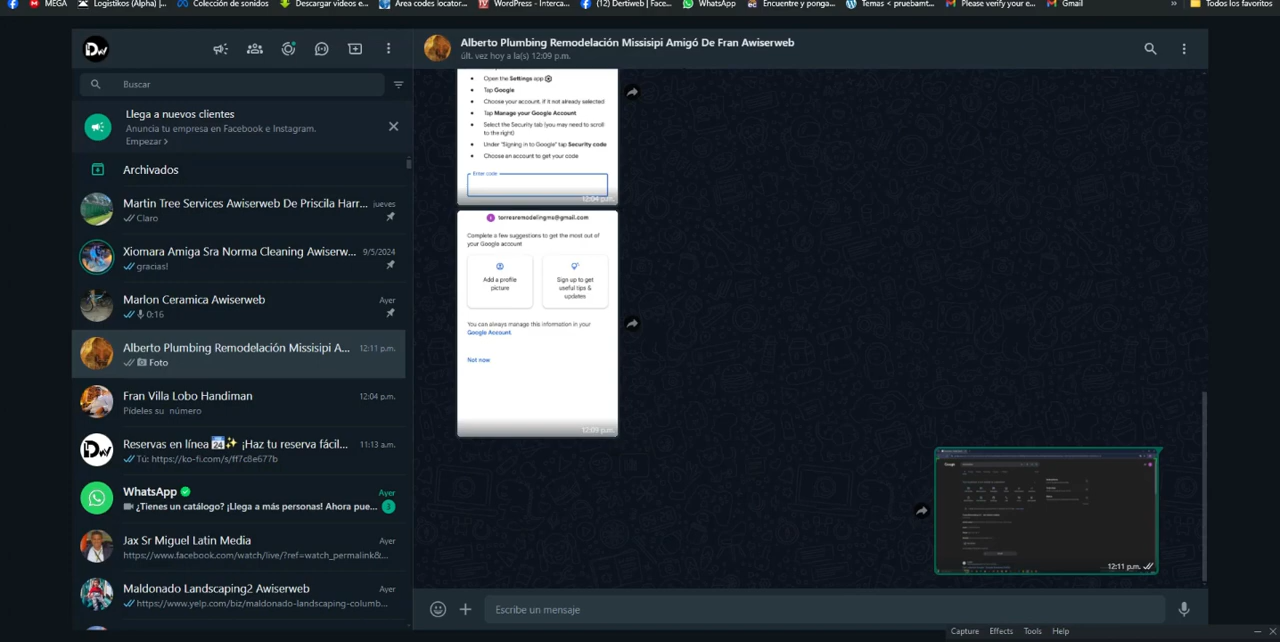 MEGA
Logistikos (Alpha) |...
Colección de sonidos
Descargar videos e...
Area codes locator...
WordPress - Interca...
(12) Dertiweb | Face...
WhatsApp
Encuentre y ponga...
Temas < pruebamt...
Please verify your e...
Gmail
»
Todos los favoritos
DW
Buscar
Llega a nuevos clientes
Anuncia tu empresa en Facebook e Instagram.
Empezar >
Archivados
Martin Tree Services Awiserweb De Priscila Harr... jueves
Claro
Xiomara Amiga Sra Norma Cleaning Awiserw... 9/5/2024
gracias!
Marlon Ceramica Awiserweb Ayer
0:16
Alberto Plumbing Remodelación Missisipi A... 12:11 p.m.
Foto
Fran Villa Lobo Handiman 12:04 p.m.
Pídeles su número
Reservas en línea 📅✨ ¡Haz tu reserva fácil... 11:13 a.m.
Tú: https://ko-fi.com/s/ff7c8e677b
WhatsApp Ayer
¿Tienes un catálogo? ¡Llega a más personas! Ahora pue... 3
Jax Sr Miguel Latin Media Ayer
https://www.facebook.com/watch/live/?ref=watch_permalink&...
Maldonado Landscaping2 Awiserweb Ayer
https://www.yelp.com/biz/maldonado-landscaping-columb...
Alberto Plumbing Remodelación Missisipi Amigó De Fran Awiserweb
últ. vez hoy a la(s) 12:09 p.m.
Open the Settings app
Tap Google
Choose your account, if it not already selected
Tap Manage your Google Account
Select the Security tab (you may need to scroll
to the right)
Under "Signing in to Google" tap Security code
Choose an account to get your code
Enter code
12:04 p.m.
torresremodelingms@gmail.com
Complete a few suggestions to get the most out of
your Google account
Add a profile
picture
Sign up to get
useful tips &
updates
You can always manage this information in your
Google Account.
Not now
12:09 p.m.
12:11 p.m.
Escribe un mensaje
Capture Effects Tools Help